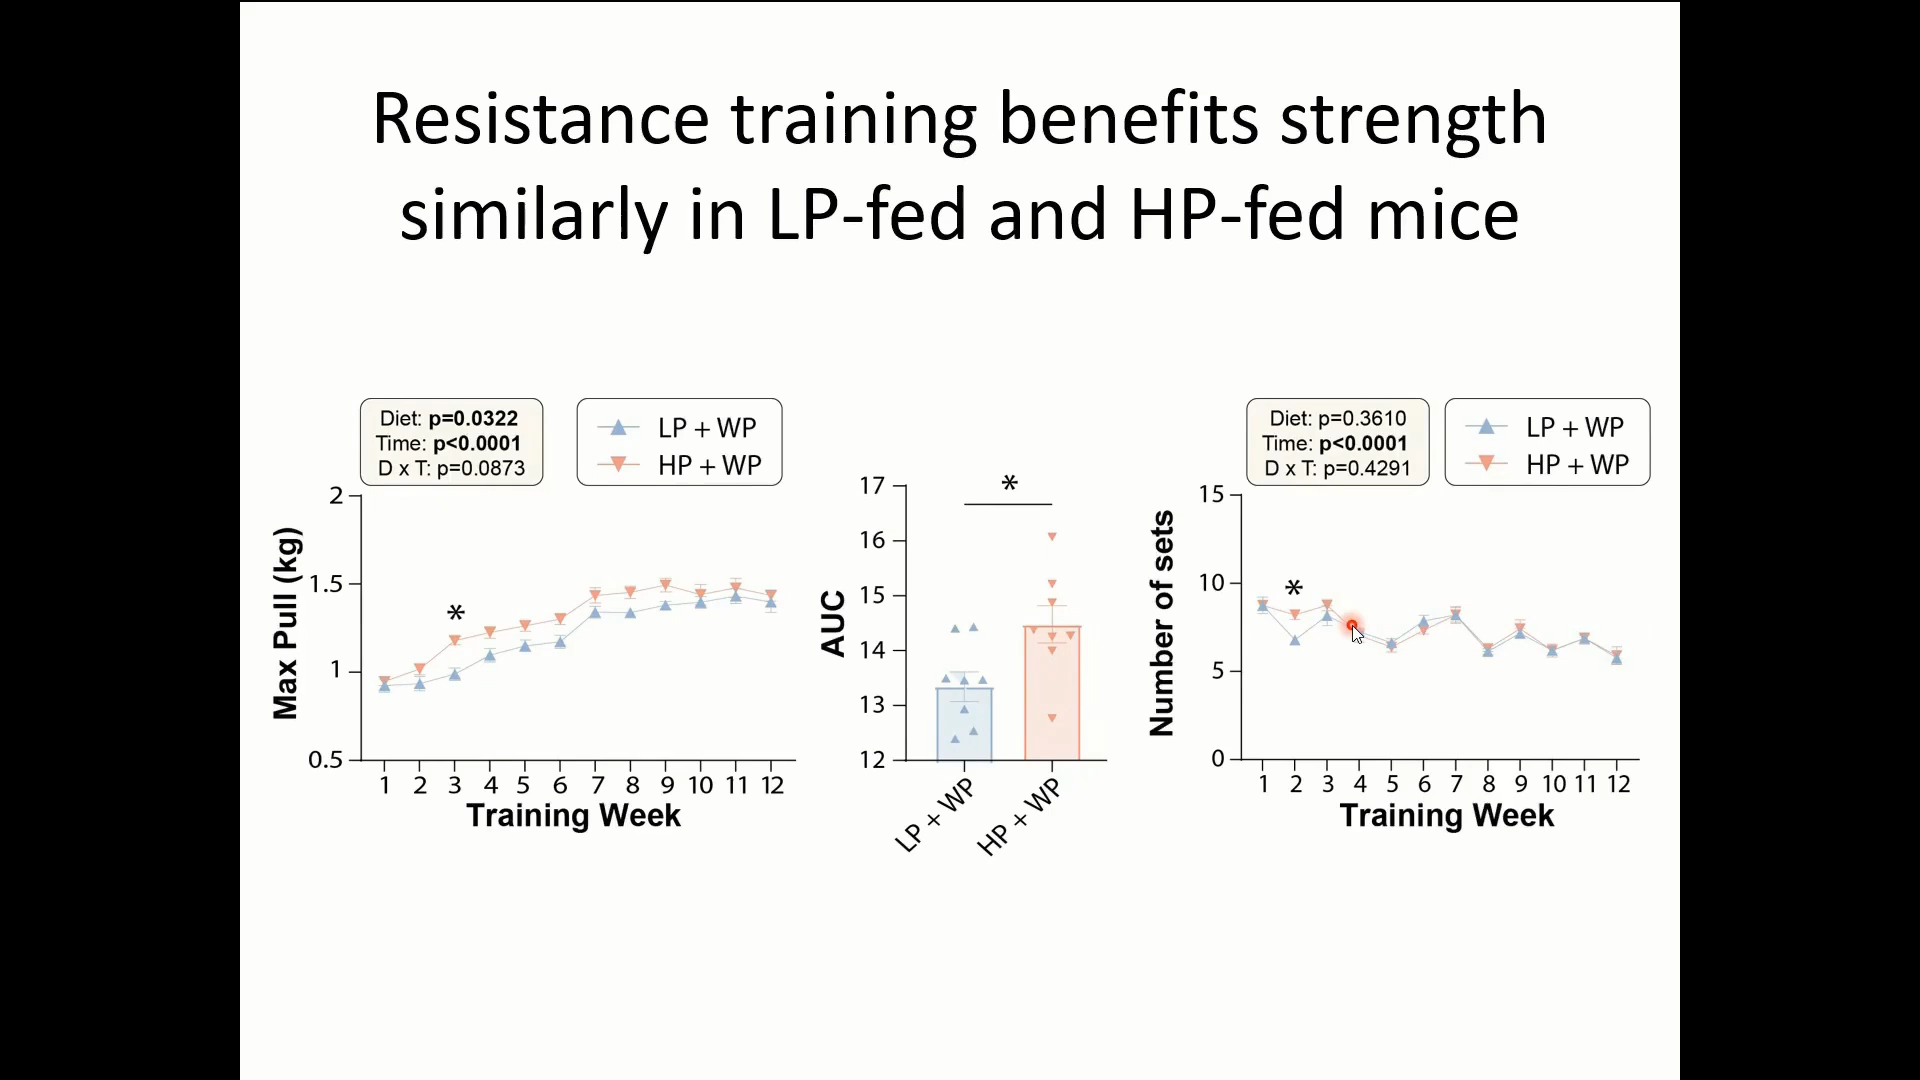 Resistance training benefits strength
similarly in LP-fed and HP-fed mice
Diet: p=0.0322
Time: p<0.0001
D x T: p=0.0873
LP + WP
HP + WP
2
1.5
1
0.5
Max Pull (kg)
*
1 2 3 4 5 6 7 8 9 10 11 12
Training Week
17
16
15
14
13
12
AUC
*
LP + WP
HP + WP
Diet: p=0.3610
Time: p<0.0001
D x T: p=0.4291
LP + WP
HP + WP
15
10
5
0
Number of sets
*
1 2 3 4 5 6 7 8 9 10 11 12
Training Week